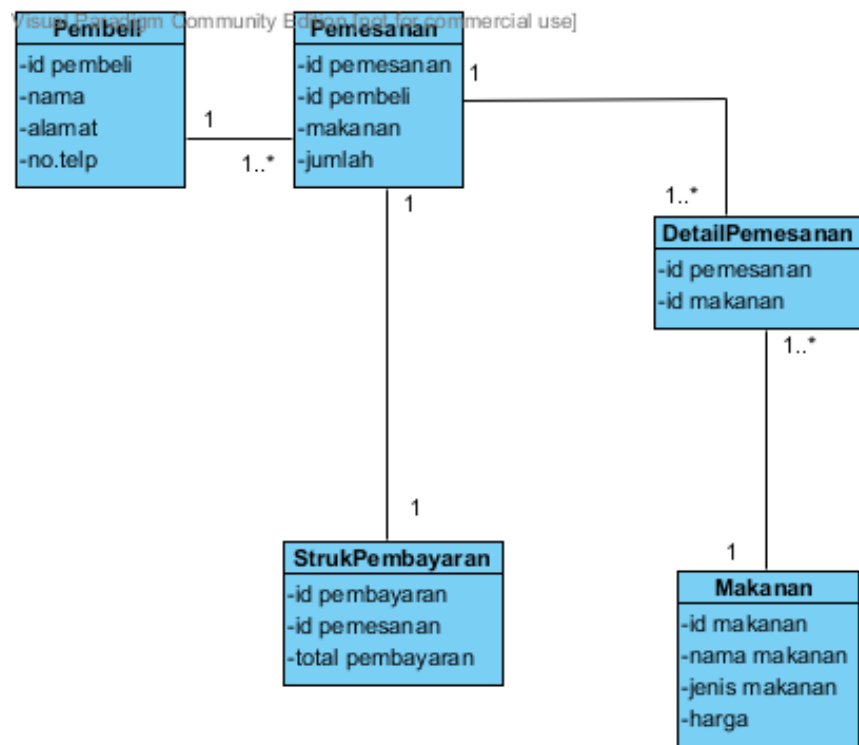 Visual Paradigm Community Edition [not for commercial use]
Pembeli
-id pembeli
-nama
-alamat
-no.telp
1
1..*
Pemesanan
-id pemesanan
-id pembeli
-makanan
-jumlah
1
1..*
1
1
DetailPemesanan
-id pemesanan
-id makanan
1..*
1
StrukPembayaran
-id pembayaran
-id pemesanan
-total pembayaran
Makanan
-id makanan
-nama makanan
-jenis makanan
-harga